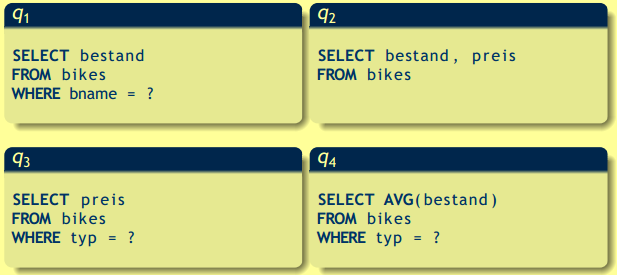 q1
SELECT bestand
FROM bikes
WHERE bname = ?
q2
SELECT bestand, preis
FROM bikes
q3
SELECT preis
FROM bikes
WHERE typ = ?
q4
SELECT AVG(bestand)
FROM bikes
WHERE typ = ?